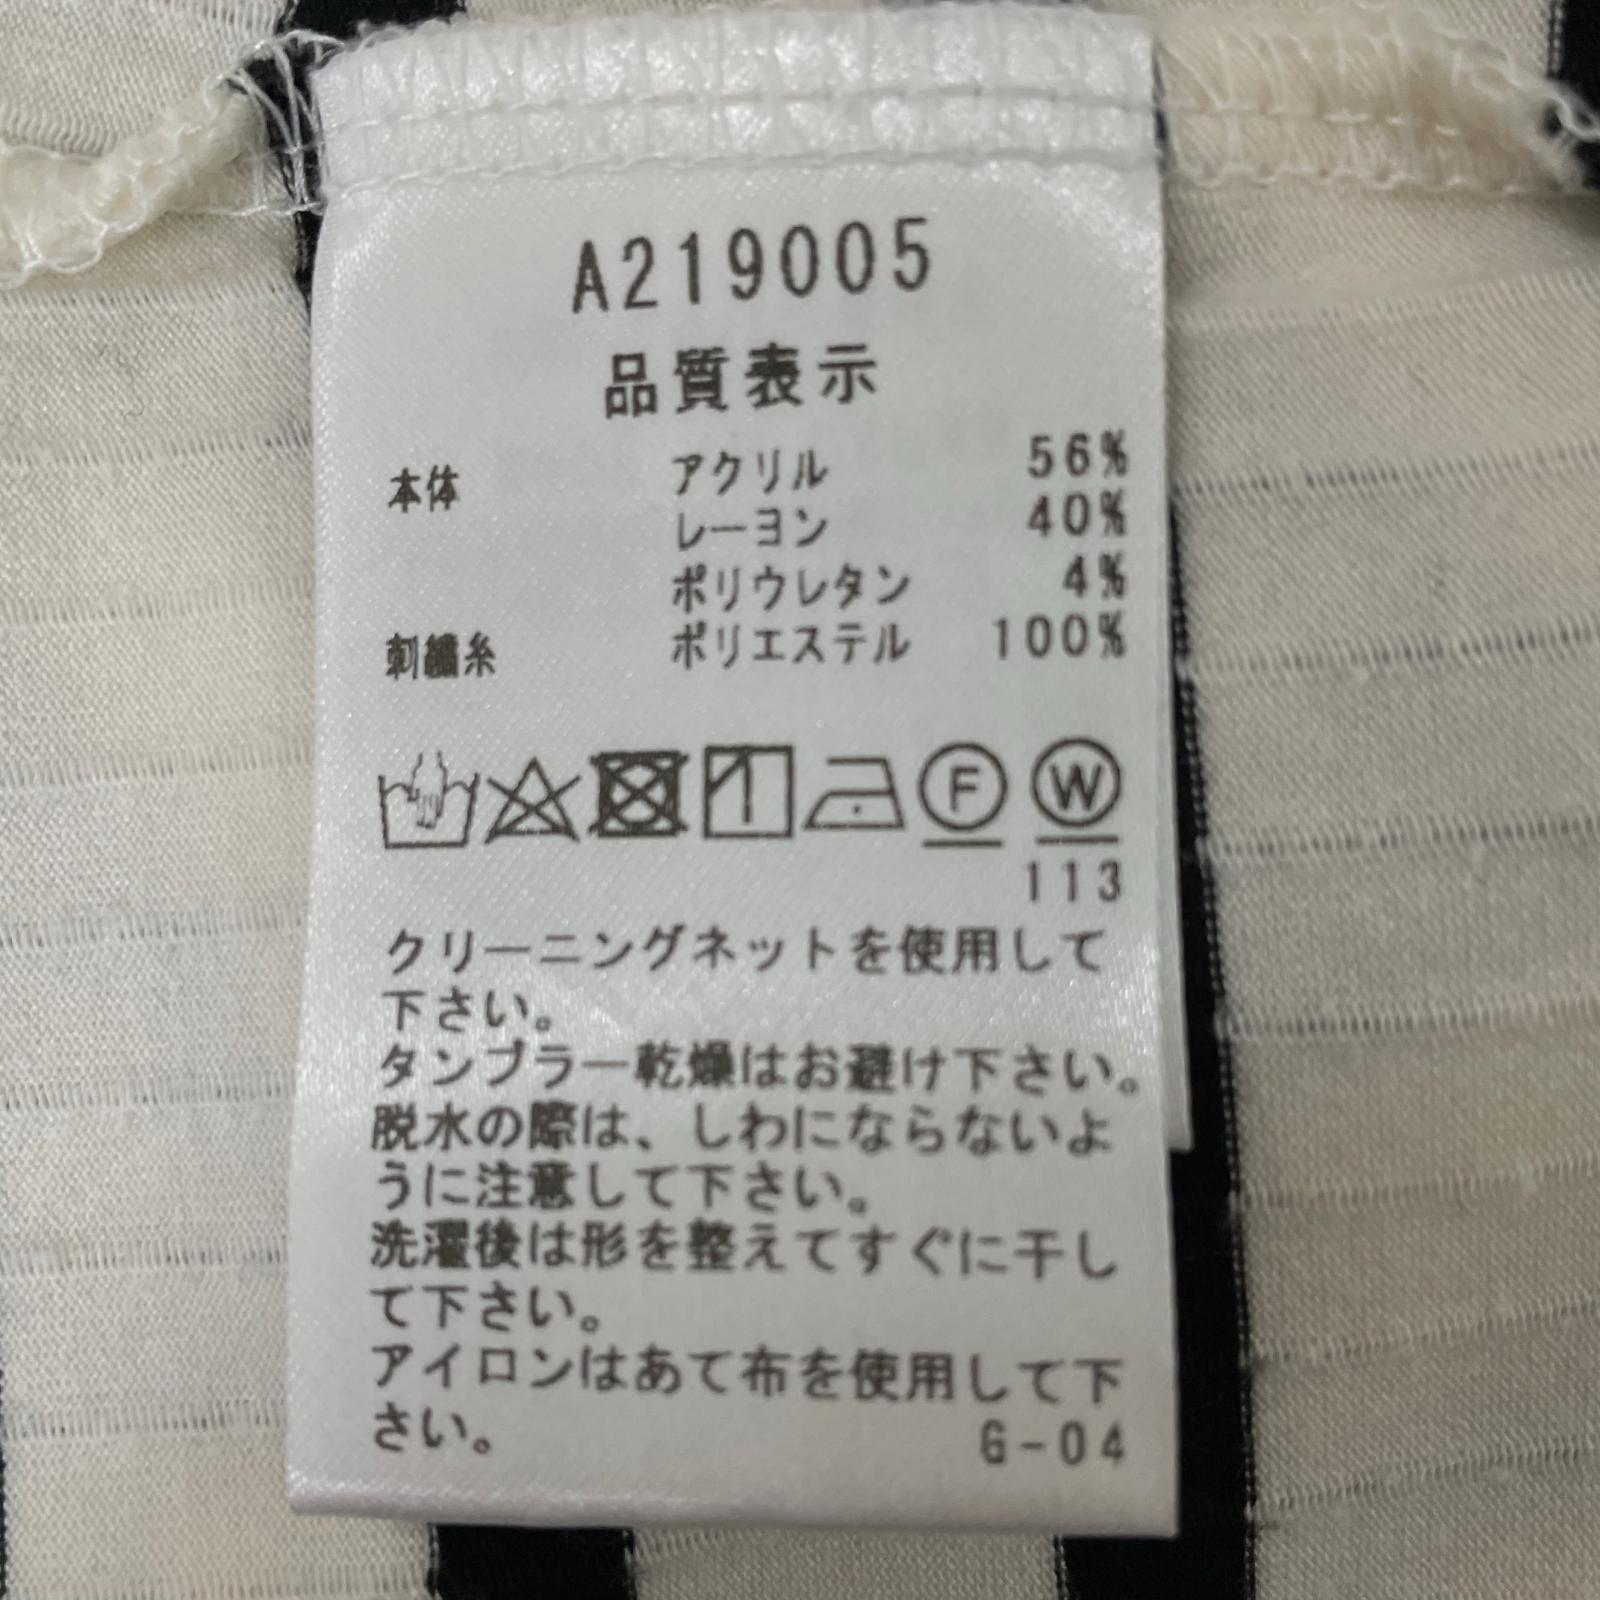 A219005
品質表示
本体 アクリル 56%
レーヨン 40%
ポリウレタン 4%
刺繍糸 ポリエステル 100%
F W
113
クリーニングネットを使用して
下さい。
タンブラー乾燥はお避け下さい。
脱水の際は、しわにならないよ
うに注意して下さい。
洗濯後は形を整えてすぐに干し
て下さい。
アイロンはあて布を使用して下
さい。 G-04